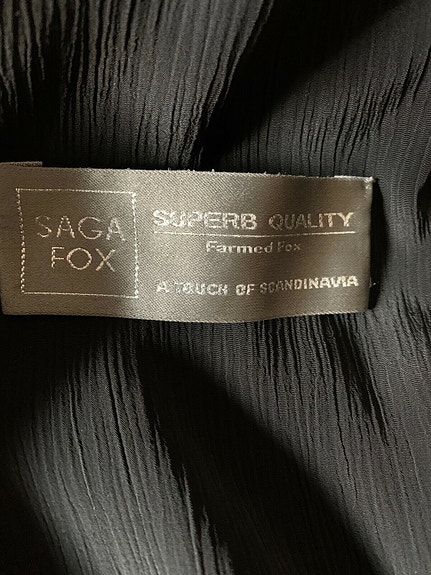 SAGA
FOX
SUPERB QUALITY
Farmed Fox
A TOUCH OF SCANDINAVIA